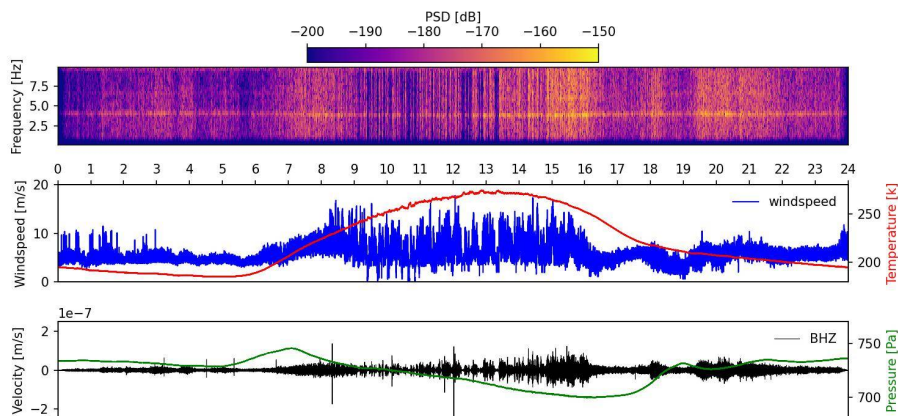 PSD [dB]
−200 −190 −180 −170 −160 −150
Frequency [Hz]
7.5
5.0
2.5
0 1 2 3 4 5 6 7 8 9 10 11 12 13 14 15 16 17 18 19 20 21 22 23 24
Windspeed [m/s]
20
10
0
windspeed
250
200
Temperature [k]
1e−7
Velocity [m/s]
2
0
−2
BHZ
750
700
Pressure [Pa]